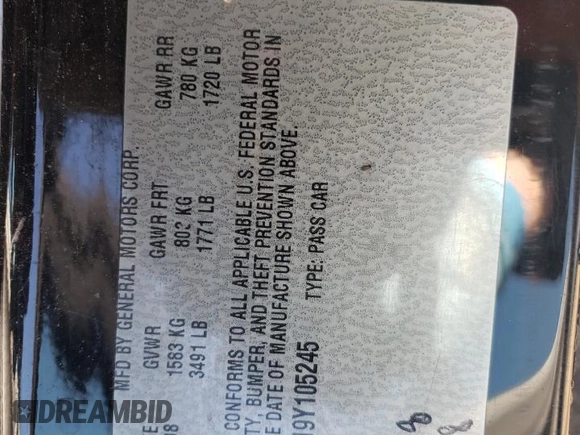 MFD BY GENERAL MOTORS CORP.
E
08
GVWR GAWR FRT GAWR RR
1583 KG 802 KG 780 KG
3491 LB 1771 LB 1720 LB
CONFORMS TO ALL APPLICABLE U.S. FEDERAL MOTOR
TY, BUMPER, AND THEFT PREVENTION STANDARDS IN
E DATE OF MANUFACTURE SHOWN ABOVE.
19Y105245 TYPE: PASS CAR
DREAMBID